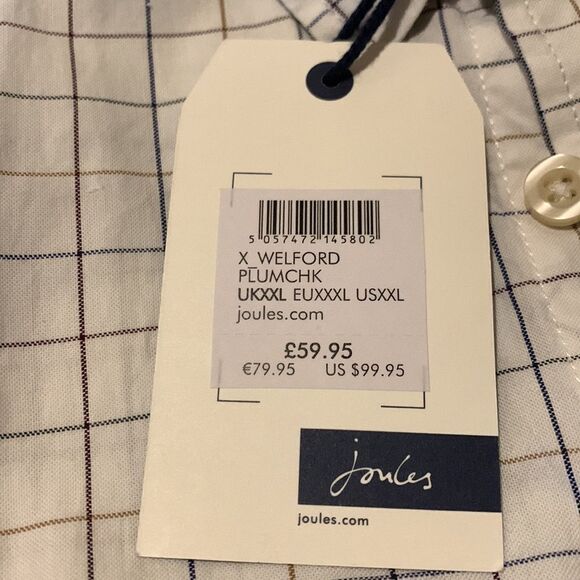 5 057472 145802
X_WELFORD
PLUMCHK
UKXXL EUXXXL USXXL
joules.com
£59.95
€79.95 US $99.95
joules
joules.com